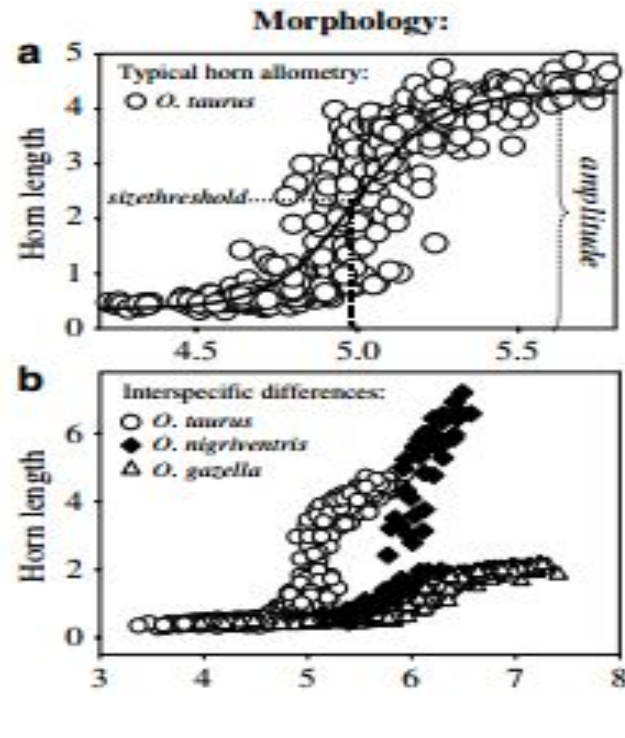 Morphology:
a
Typical horn allometry:
O. taurus
sizethreshold
amplitude
Horn length
5
4
3
2
1
0
4.5 5.0 5.5
b
Interspecific differences:
O. taurus
O. nigriventris
O. gazella
Horn length
6
4
2
0
3 4 5 6 7 8